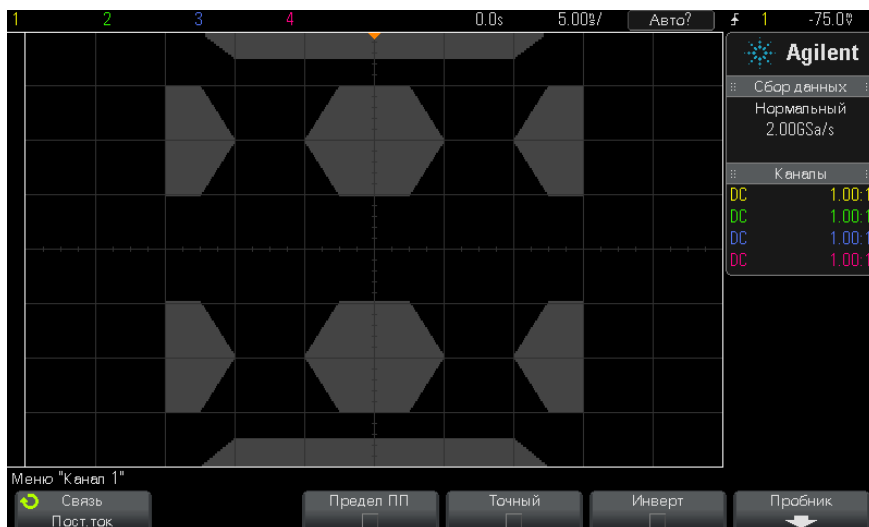 1 2 3 4 0.0s 5.00ns/ Авто? 1 -75.0V
Agilent
Сбор данных
Нормальный
2.00GSa/s
Каналы
DC 1.00:1
DC 1.00:1
DC 1.00:1
DC 1.00:1
Меню "Канал 1"
Связь
Пост.ток
Предел ПП
Точный
Инверт
Пробник